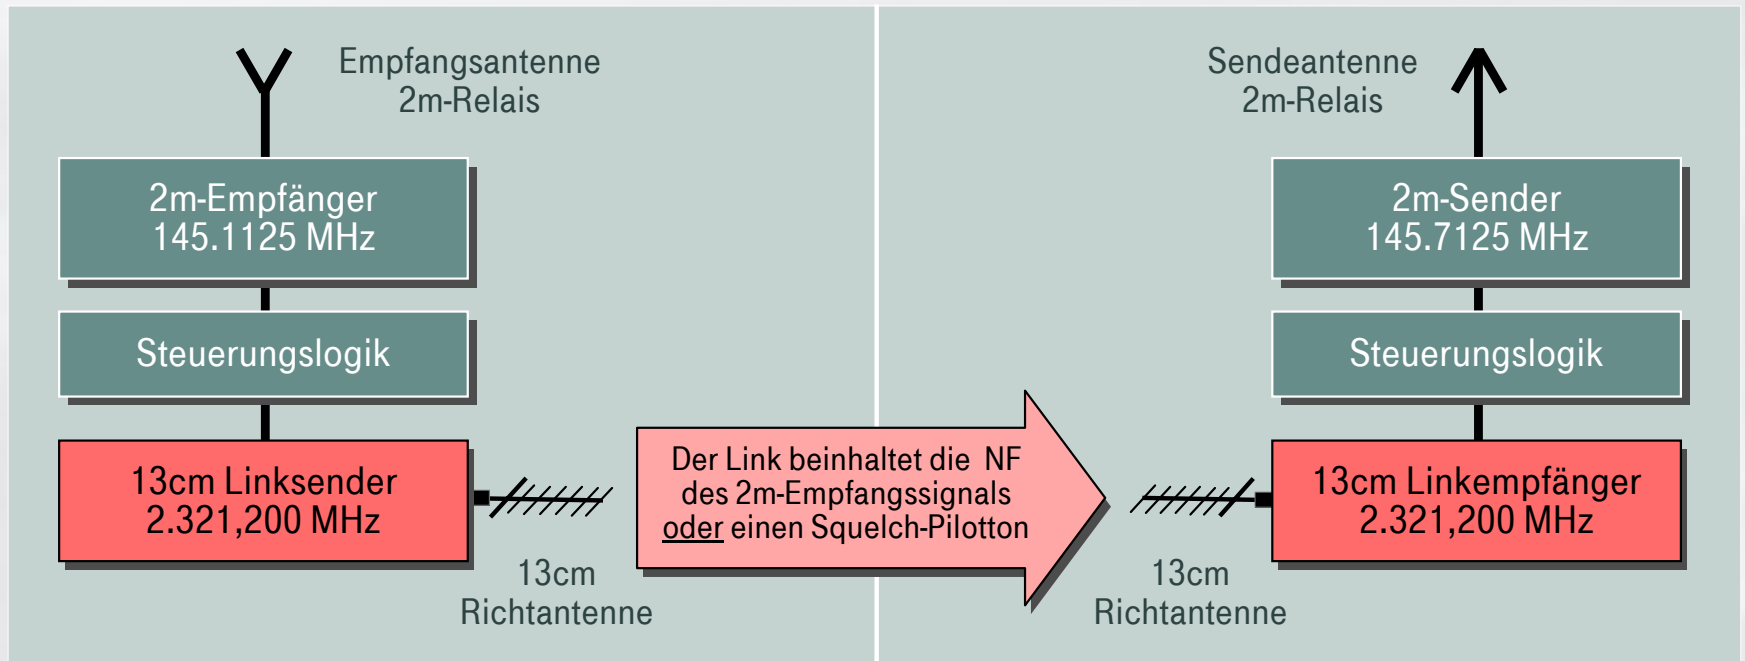 Empfangsantenne
2m-Relais
2m-Empfänger
145.1125 MHz
Steuerungslogik
13cm Linksender
2.321,200 MHz
13cm
Richtantenne
Der Link beinhaltet die NF
des 2m-Empfangssignals
oder einen Squelch-Pilotton
Sendeantenne
2m-Relais
2m-Sender
145.7125 MHz
Steuerungslogik
13cm Linkempfänger
2.321,200 MHz
13cm
Richtantenne